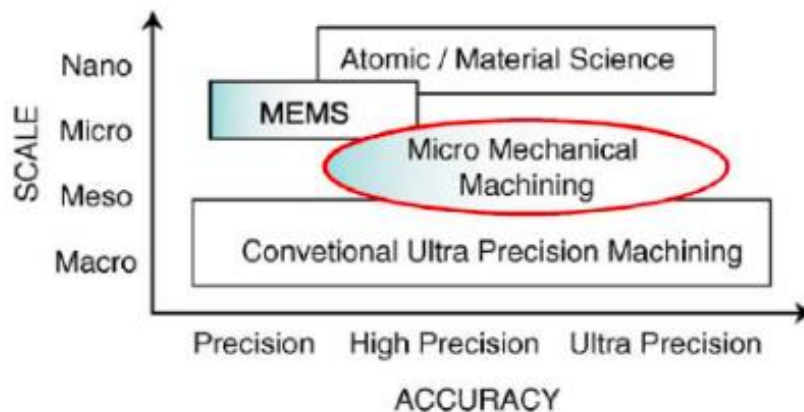 Nano
Atomic / Material Science
MEMS
Micro
Micro Mechanical
Machining
SCALE
Meso
Macro
Convetional Ultra Precision Machining
Precision
High Precision
Ultra Precision
ACCURACY